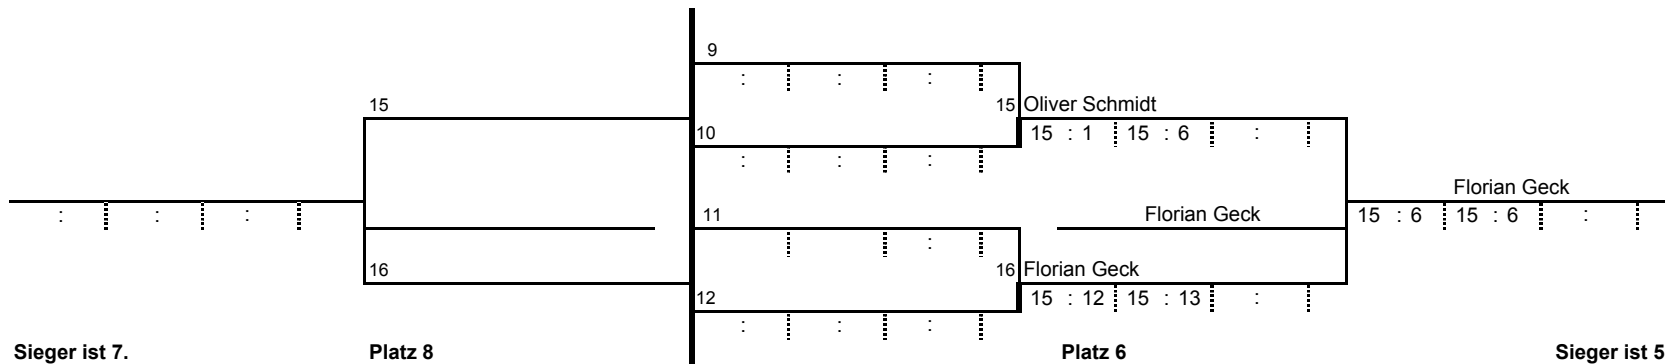 9
: : :
15
15 Oliver Schmidt
10
15 : 1 15 : 6 :
: : :
Florian Geck
11
Florian Geck
: : :
15 : 6 15 : 6 :
:
16
16 Florian Geck
12
15 : 12 15 : 13 :
: : :
Sieger ist 7.
Platz 8
Platz 6
Sieger ist 5